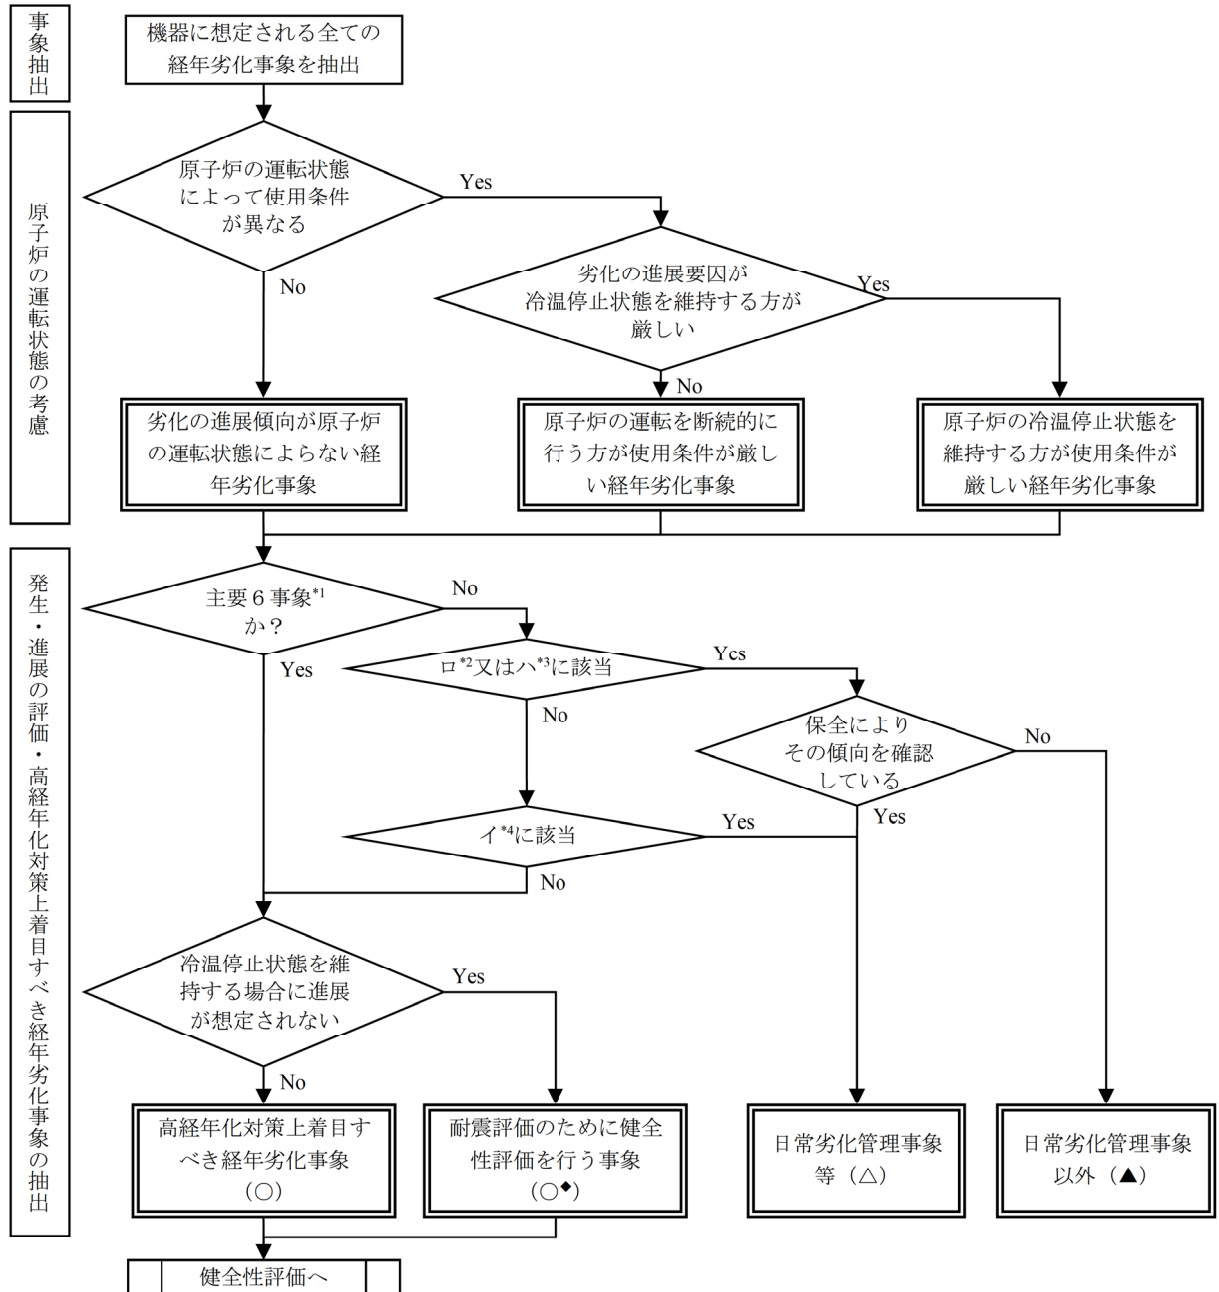 事象抽出
機器に想定される全ての
経年劣化事象を抽出
原子炉の運転状態の考慮
原子炉の運転状態
によって使用条件
が異なる
Yes
No
劣化の進展要因が
冷温停止状態を維持する方が
厳しい
Yes
No
劣化の進展傾向が原子炉
の運転状態によらない経
年劣化事象
原子炉の運転を断続的に
行う方が使用条件が厳し
い経年劣化事象
原子炉の冷温停止状態を
維持する方が使用条件が
厳しい経年劣化事象
発生・進展の評価・高経年化対策上着目すべき経年劣化事象の抽出
主要6事象*1
か?
No
Yes
ロ*2又はハ*3に該当
Yes
No
保全により
その傾向を確認
している
No
Yes
イ*4に該当
Yes
No
冷温停止状態を維
持する場合に進展
が想定されない
Yes
No
高経年化対策上着目す
べき経年劣化事象
(○)
耐震評価のために健全
性評価を行う事象
(○◆)
日常劣化管理事象
等(△)
日常劣化管理事象
以外(▲)
健全性評価へ